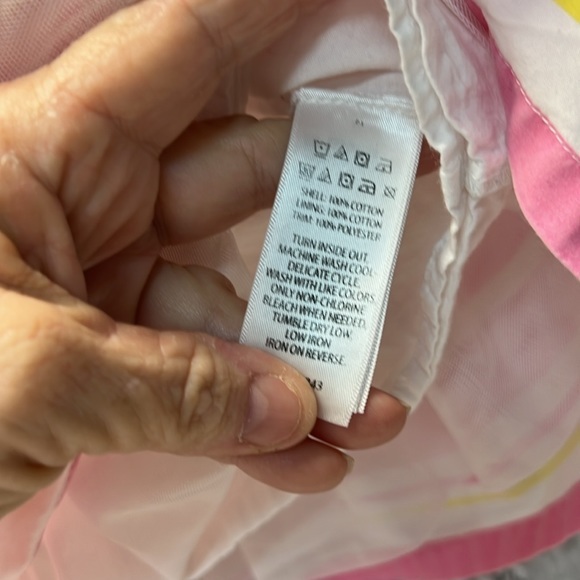 SHELL: 100% COTTON
LINING: 100% COTTON
TRIM: 100% POLYESTER
TURN INSIDE OUT.
MACHINE WASH COOL-
DELICATE CYCLE,
WASH WITH LIKE COLORS.
ONLY NON-CHLORINE
BLEACH WHEN NEEDED,
TUMBLE DRY LOW.
LOW IRON
IRON ON REVERSE.
43